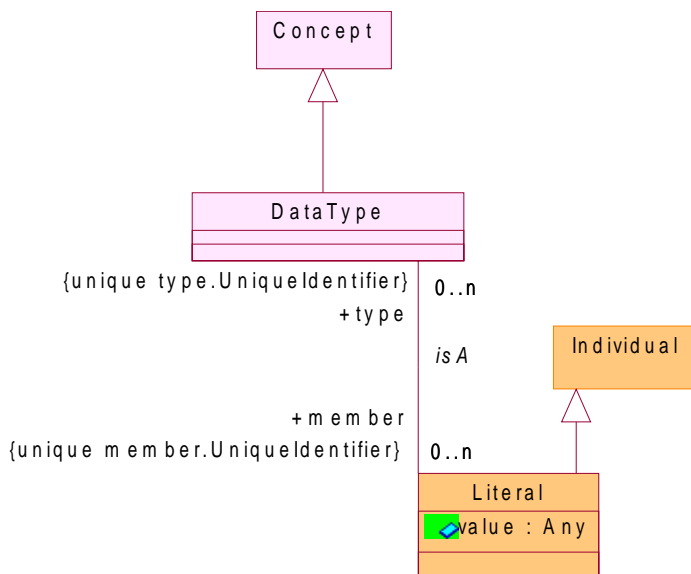 Concept
DataType
{unique type.UniqueIdentifier}
0..n
+type
is A
Individual
+member
{unique member.UniqueIdentifier}
0..n
Literal
value : Any